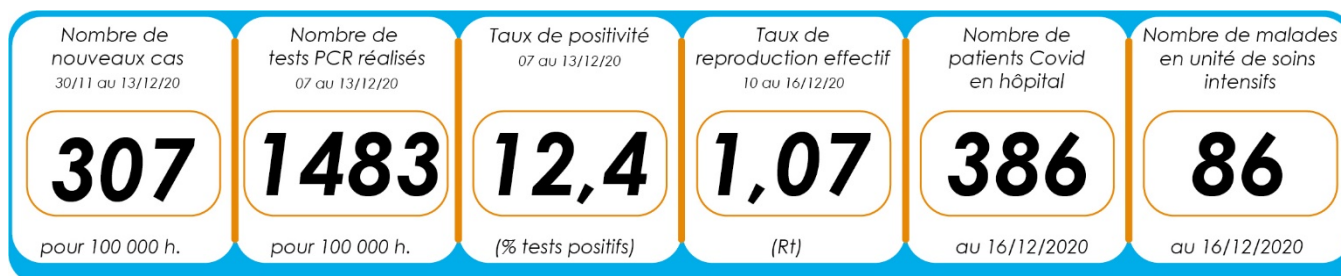 Nombre de
nouveaux cas
30/11 au 13/12/20
307
pour 100 000 h.
Nombre de
tests PCR réalisés
07 au 13/12/20
1483
pour 100 000 h.
Taux de positivité
07 au 13/12/20
12,4
(% tests positifs)
Taux de
reproduction effectif
10 au 16/12/20
1,07
(Rt)
Nombre de
patients Covid
en hôpital
386
au 16/12/2020
Nombre de malades
en unité de soins
intensifs
86
au 16/12/2020